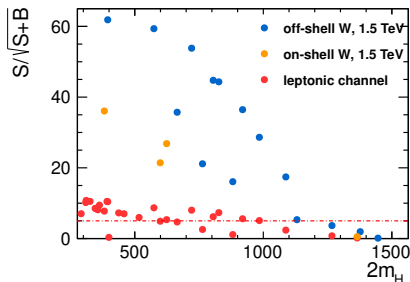 S/√S+B
60
40
20
0
off-shell W, 1.5 TeV
on-shell W, 1.5 TeV
leptonic channel
500
1000
1500
2m_H